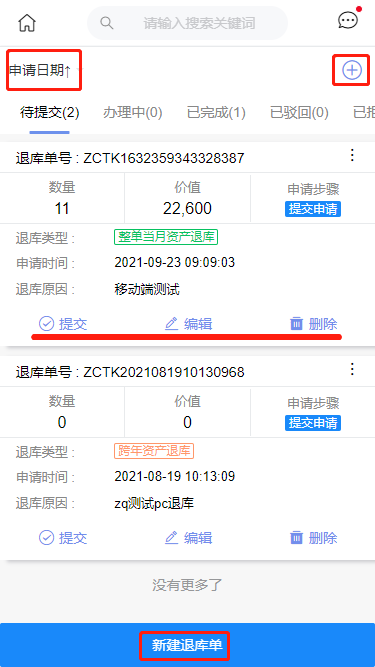 请输入搜索关键词
申请日期↑
待提交(2) 办理中(0) 已完成(1) 已驳回(0)
退库单号 : ZCTK1632359343328387
数量 价值 申请步骤
11 22,600 提交申请
退库类型 : 整单当月资产退库
申请时间 : 2021-09-23 09:09:03
退库原因 : 移动端测试
提交 编辑 删除
退库单号 : ZCTK2021081910130968
数量 价值 申请步骤
0 0 提交申请
退库类型 : 跨年资产退库
申请时间 : 2021-08-19 10:13:09
退库原因 : zq测试pc退库
提交 编辑 删除
没有更多了
新建退库单